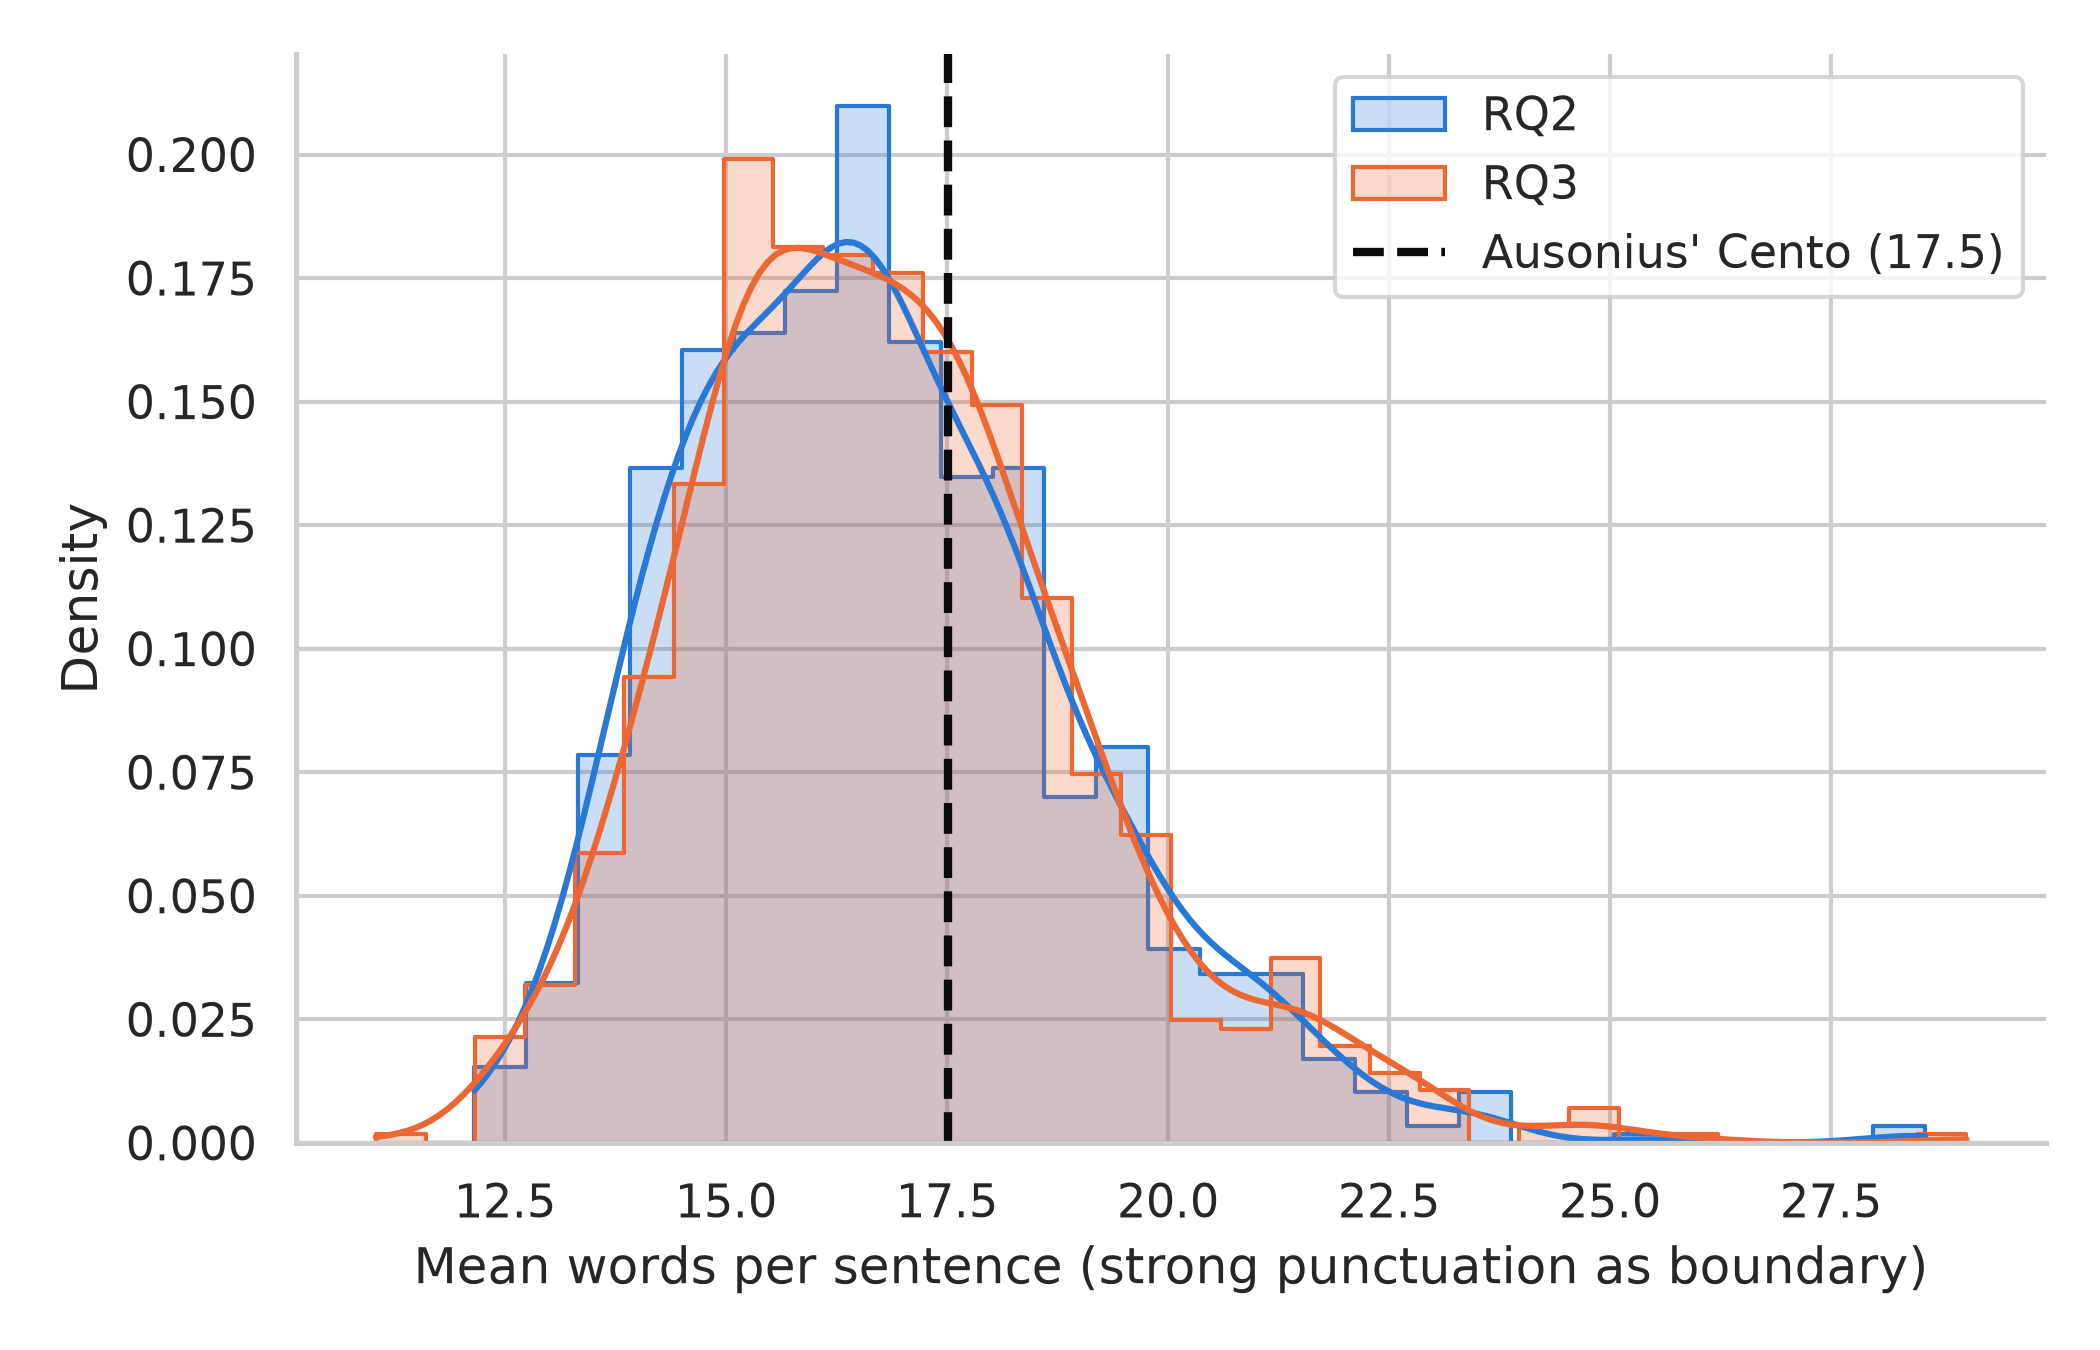 RQ2
RQ3
Ausonius' Cento (17.5)
Density
0.200
0.175
0.150
0.125
0.100
0.075
0.050
0.025
0.000
12.5 15.0 17.5 20.0 22.5 25.0 27.5
Mean words per sentence (strong punctuation as boundary)